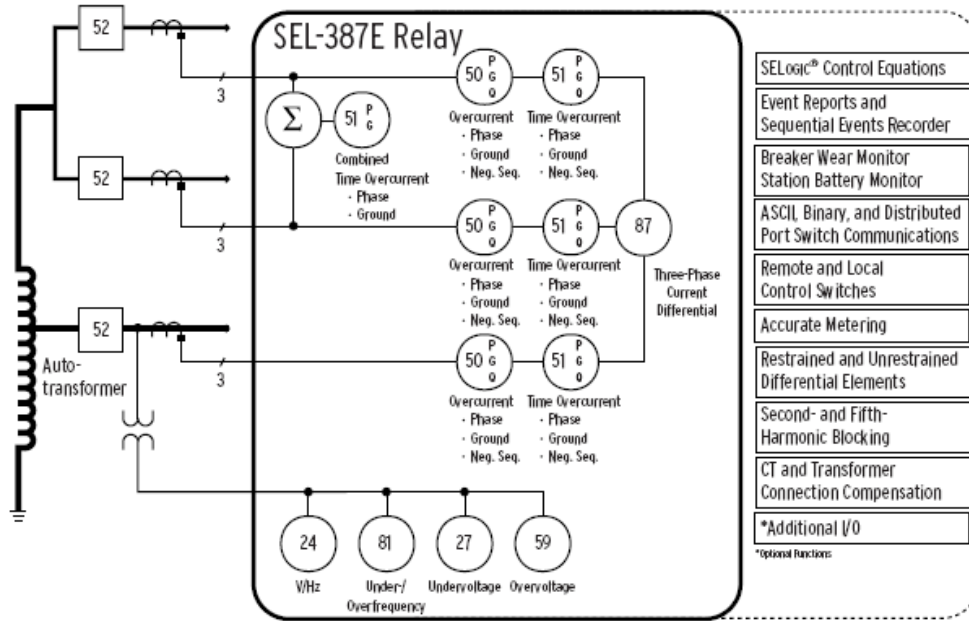 SEL-387E Relay
52
3
50 P G Q
Overcurrent
· Phase
· Ground
· Neg. Seq.
51 P G Q
Time Overcurrent
· Phase
· Ground
· Neg. Seq.
Σ
51 P G
Combined
Time Overcurrent
· Phase
· Ground
52
3
50 P G Q
Overcurrent
· Phase
· Ground
· Neg. Seq.
51 P G Q
Time Overcurrent
· Phase
· Ground
· Neg. Seq.
87
Three-Phase
Current
Differential
52
Auto-
transformer
3
50 P G Q
Overcurrent
· Phase
· Ground
· Neg. Seq.
51 P G Q
Time Overcurrent
· Phase
· Ground
· Neg. Seq.
24
V/Hz
81
Under-/
Overfrequency
27
Undervoltage
59
Overvoltage
SELOGIC® Control Equations
Event Reports and
Sequential Events Recorder
Breaker Wear Monitor
Station Battery Monitor
ASCII, Binary, and Distributed
Port Switch Communications
Remote and Local
Control Switches
Accurate Metering
Restrained and Unrestrained
Differential Elements
Second- and Fifth-
Harmonic Blocking
CT and Transformer
Connection Compensation
*Additional I/O
*Optional Functions